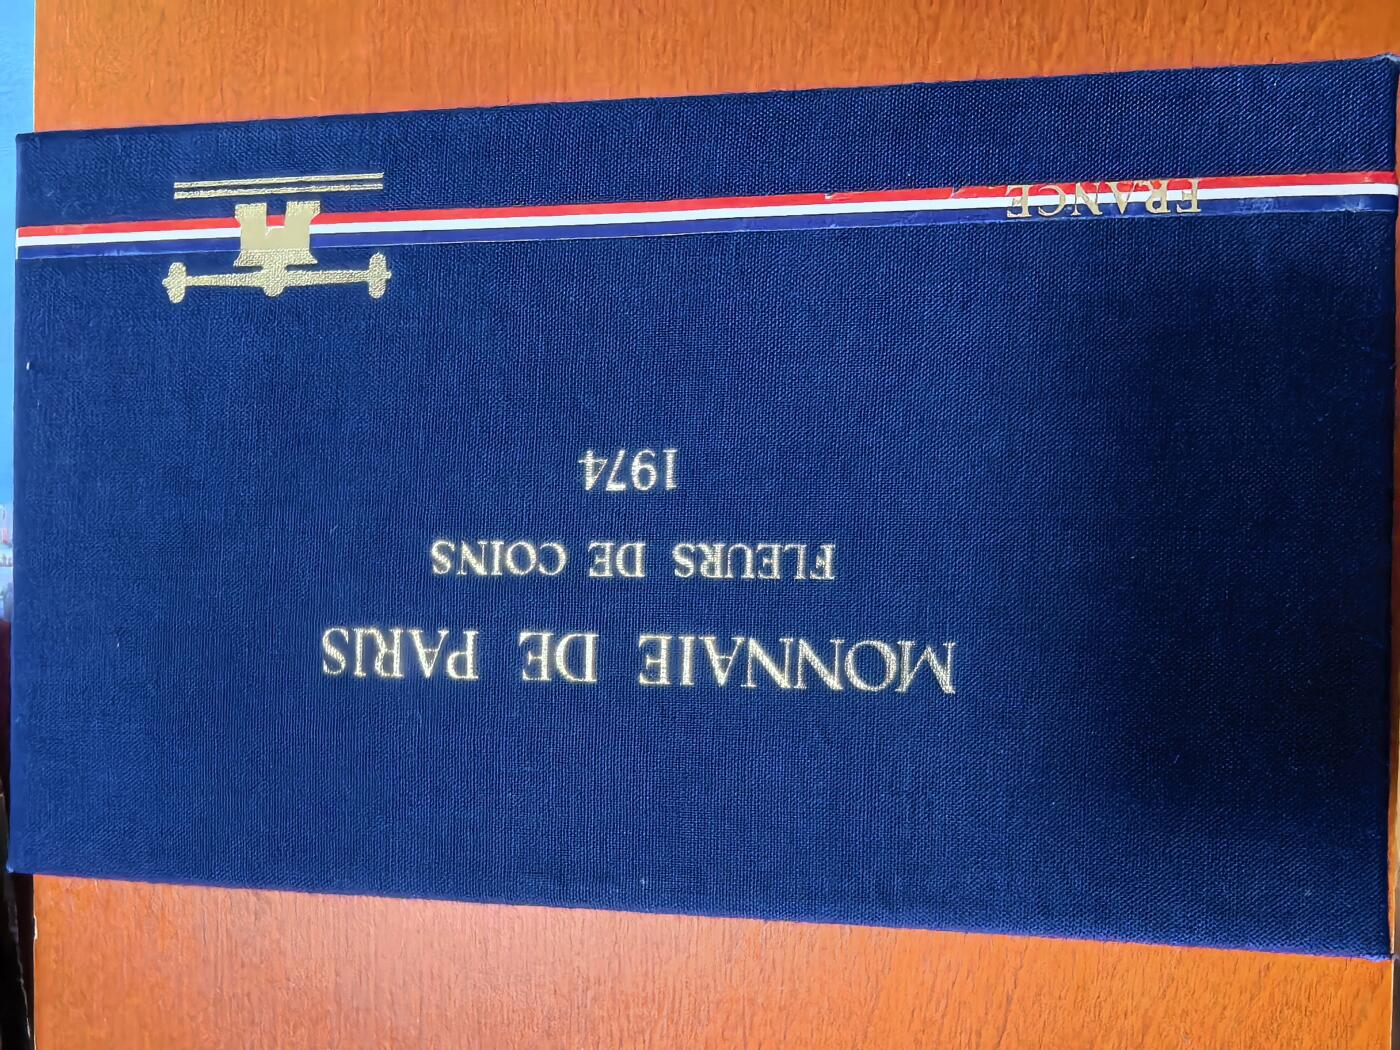 MONNAIE DE PARIS
FLEURS DE COINS
1974
FRANCE